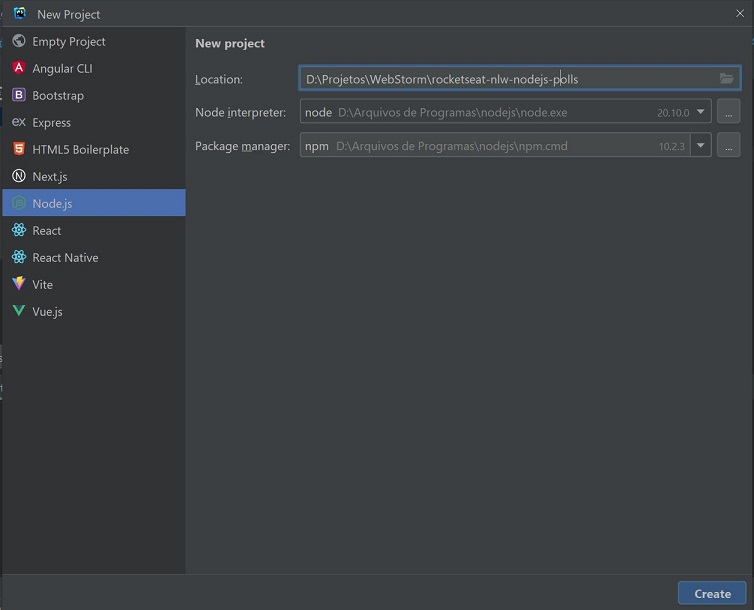 New Project
Empty Project
Angular CLI
Bootstrap
Express
HTML5 Boilerplate
Next.js
Node.js
React
React Native
Vite
Vue.js
New project
Location: D:\Projetos\WebStorm\rocketseat-nlw-nodejs-polls
Node interpreter: node D:\Arquivos de Programas\nodejs\node.exe 20.10.0 ...
Package manager: npm D:\Arquivos de Programas\nodejs\npm.cmd 10.2.3 ...
Create